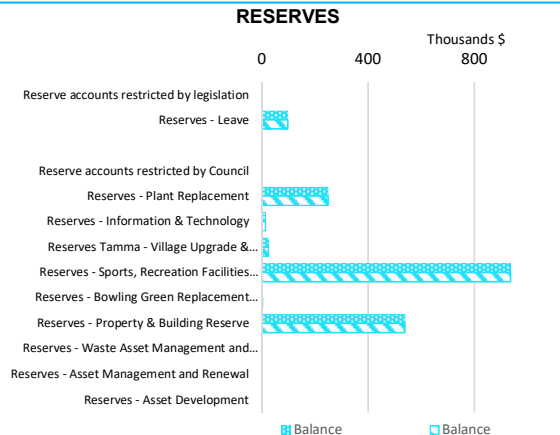 RESERVES
Thousands $
0 400 800
Reserve accounts restricted by legislation
Reserves - Leave
Reserve accounts restricted by Council
Reserves - Plant Replacement
Reserves - Information & Technology
Reserves Tamma - Village Upgrade &...
Reserves - Sports, Recreation Facilities...
Reserves - Bowling Green Replacement...
Reserves - Property & Building Reserve
Reserves - Waste Asset Management and...
Reserves - Asset Management and Renewal
Reserves - Asset Development
Balance Balance